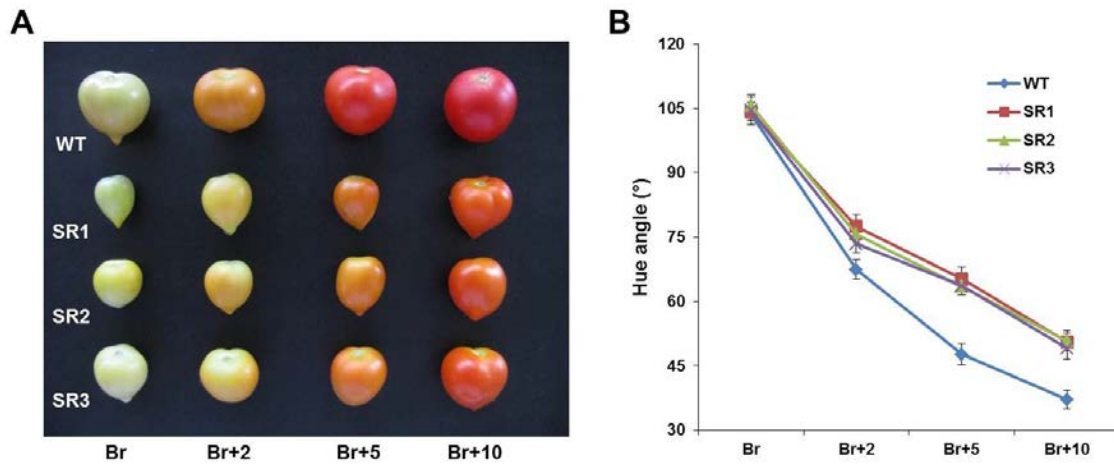 A
WT
SR1
SR2
SR3
Br Br+2 Br+5 Br+10
B
Hue angle (°)
120
105
90
75
60
45
30
WT
SR1
SR2
SR3
Br Br+2 Br+5 Br+10